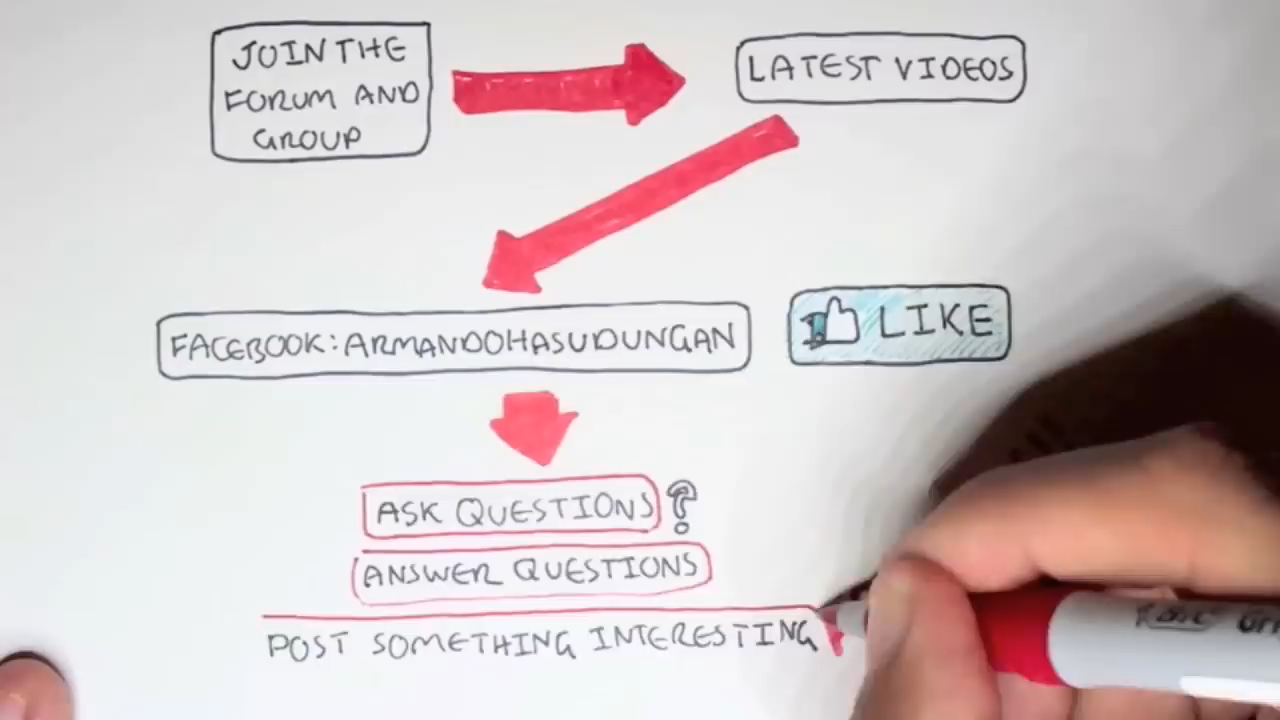 JOIN THE
FORUM AND
GROUP
LATEST VIDEOS
FACEBOOK: ARMANDOHASUDUNGAN
LIKE
ASK QUESTIONS ?
ANSWER QUESTIONS
POST SOMETHING INTERESTING